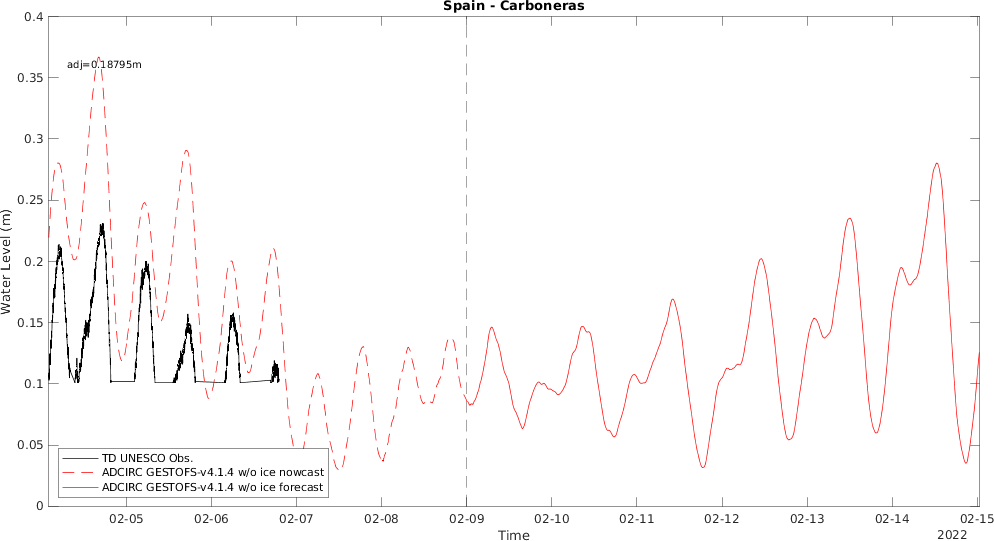 Spain - Carboneras
adj=0.18795m
0.4
0.35
0.3
0.25
0.2
0.15
0.1
0.05
0
Water Level (m)
TD UNESCO Obs.
ADCIRC GESTOFS-v4.1.4 w/o ice nowcast
ADCIRC GESTOFS-v4.1.4 w/o ice forecast
02-05 02-06 02-07 02-08 02-09 02-10 02-11 02-12 02-13 02-14 02-15
Time
2022